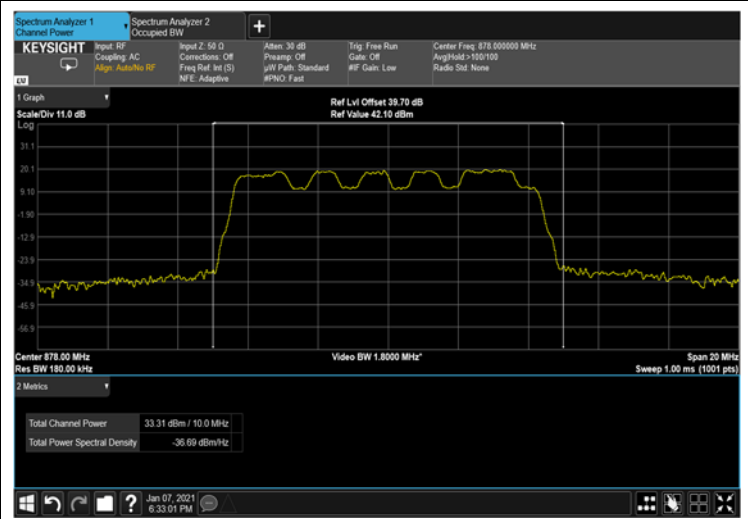 Spectrum Analyzer 1
Channel Power
Spectrum Analyzer 2
Occupied BW
+
KEYSIGHT
Input: RF
Coupling: AC
Align: Auto/No RF
Input Z: 50 Ω
Corrections: Off
Freq Ref: Int (S)
NFE: Adaptive
Atten: 30 dB
Preamp: Off
µW Path: Standard
#PNO: Fast
Trig: Free Run
Gate: Off
#IF Gain: Low
Center Freq: 878.000000 MHz
Avg|Hold:>100/100
Radio Std: None
1 Graph
Scale/Div 11.0 dB
Ref Lvl Offset 39.70 dB
Ref Value 42.10 dBm
Log
31.1
20.1
9.10
-1.90
-12.9
-23.9
-34.9
-45.9
-56.9
Center 878.00 MHz
Res BW 180.00 kHz
Video BW 1.8000 MHz*
Span 20 MHz
Sweep 1.00 ms (1001 pts)
2 Metrics
Total Channel Power 33.31 dBm / 10.0 MHz
Total Power Spectral Density -36.69 dBm/Hz
?
Jan 07, 2021
6:33:01 PM